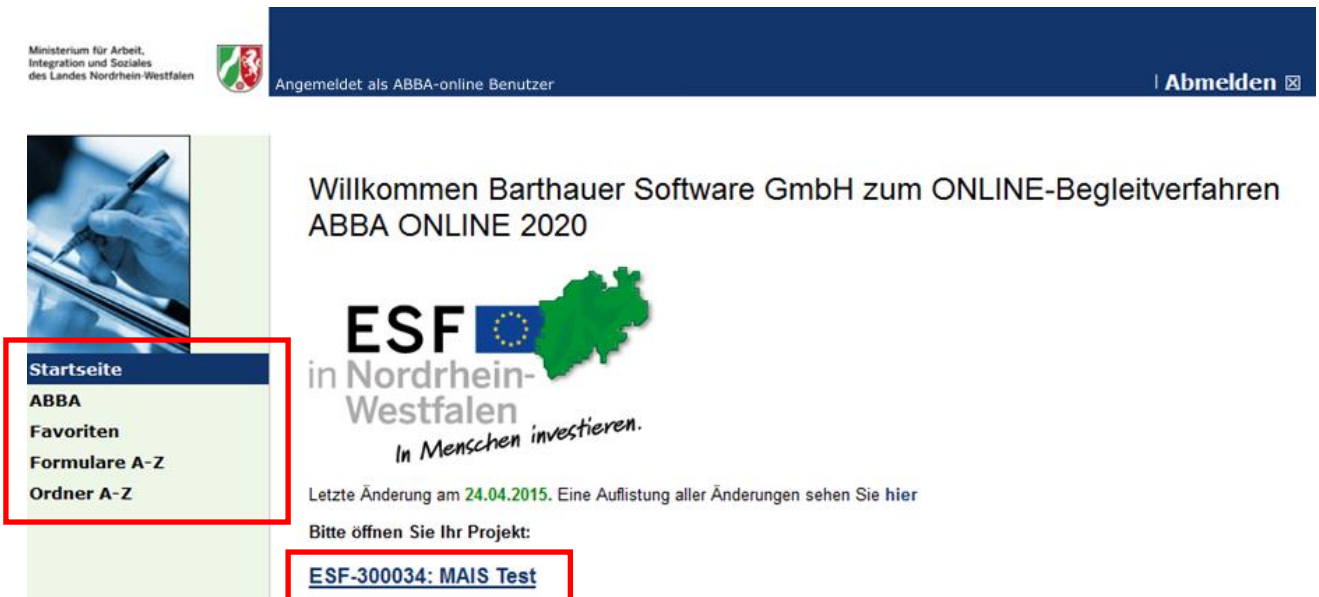 Ministerium für Arbeit,
Integration und Soziales
des Landes Nordrhein-Westfalen
Angemeldet als ABBA-online Benutzer
| Abmelden
Willkommen Barthauer Software GmbH zum ONLINE-Begleitverfahren
ABBA ONLINE 2020
ESF
in Nordrhein-
Westfalen
In Menschen investieren.
Startseite
ABBA
Favoriten
Formulare A-Z
Ordner A-Z
Letzte Änderung am 24.04.2015. Eine Auflistung aller Änderungen sehen Sie hier
Bitte öffnen Sie Ihr Projekt:
ESF-300034: MAIS Test